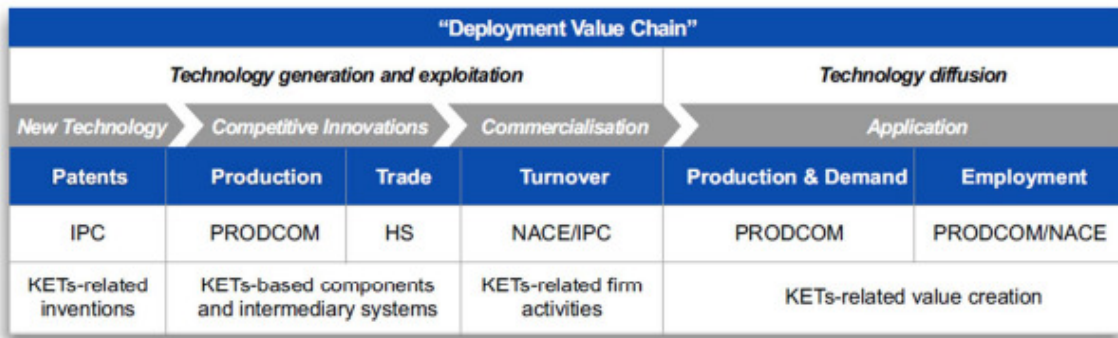 “Deployment Value Chain”
Technology generation and exploitation Technology diffusion
New Technology Competitive Innovations Commercialisation Application
Patents Production Trade Turnover Production & Demand Employment
IPC PRODCOM HS NACE/IPC PRODCOM PRODCOM/NACE
KETs-related inventions KETs-based components and intermediary systems KETs-related firm activities KETs-related value creation